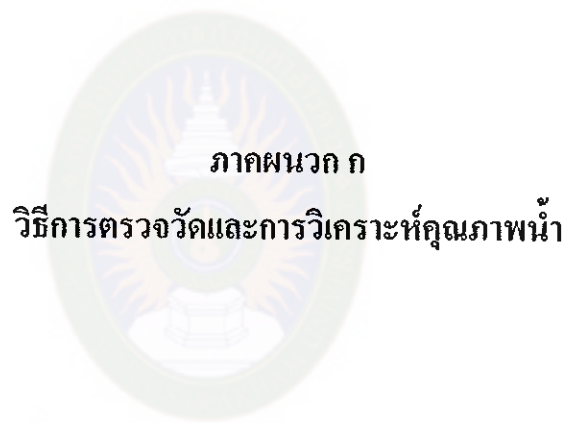 ภาคผนวก ก
วิธีการตรวจวัดและการวิเคราะห์คุณภาพน้ำ